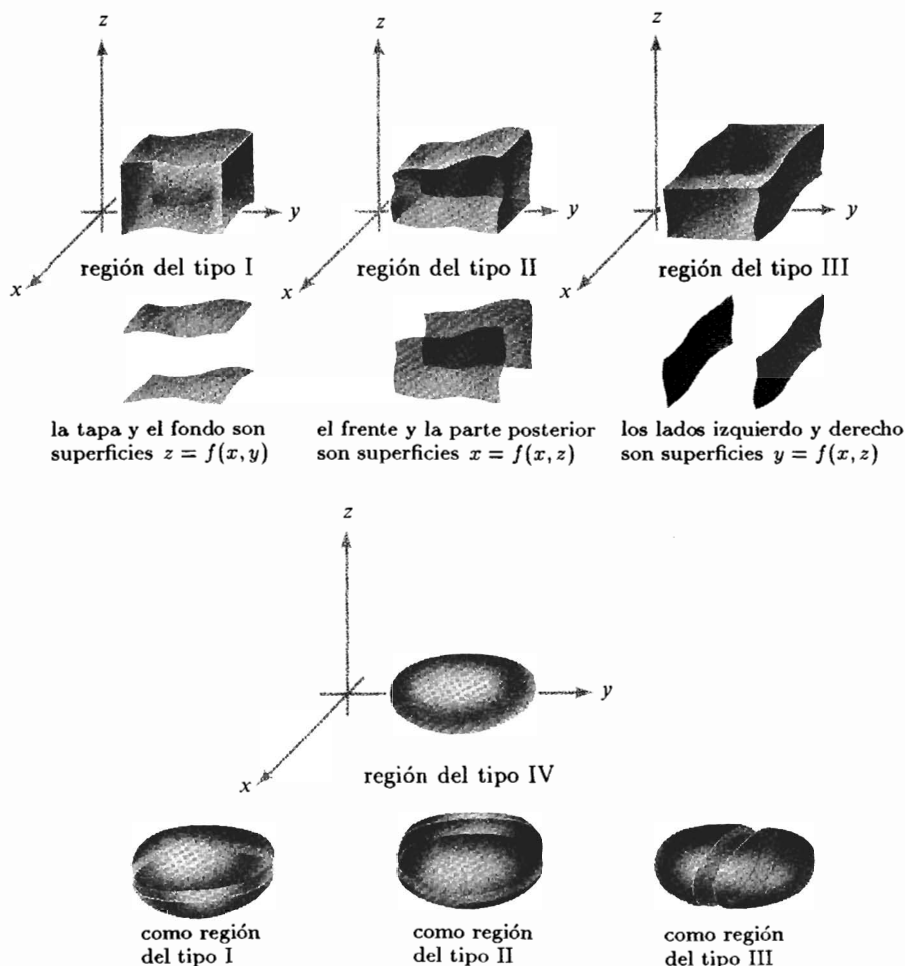 z
z
z
y
y
y
x
x
x
región del tipo I
región del tipo II
región del tipo III
la tapa y el fondo son
superficies z = f(x, y)
el frente y la parte posterior
son superficies x = f(x, z)
los lados izquierdo y derecho
son superficies y = f(x, z)
z
y
x
región del tipo IV
como región
del tipo I
como región
del tipo II
como región
del tipo III